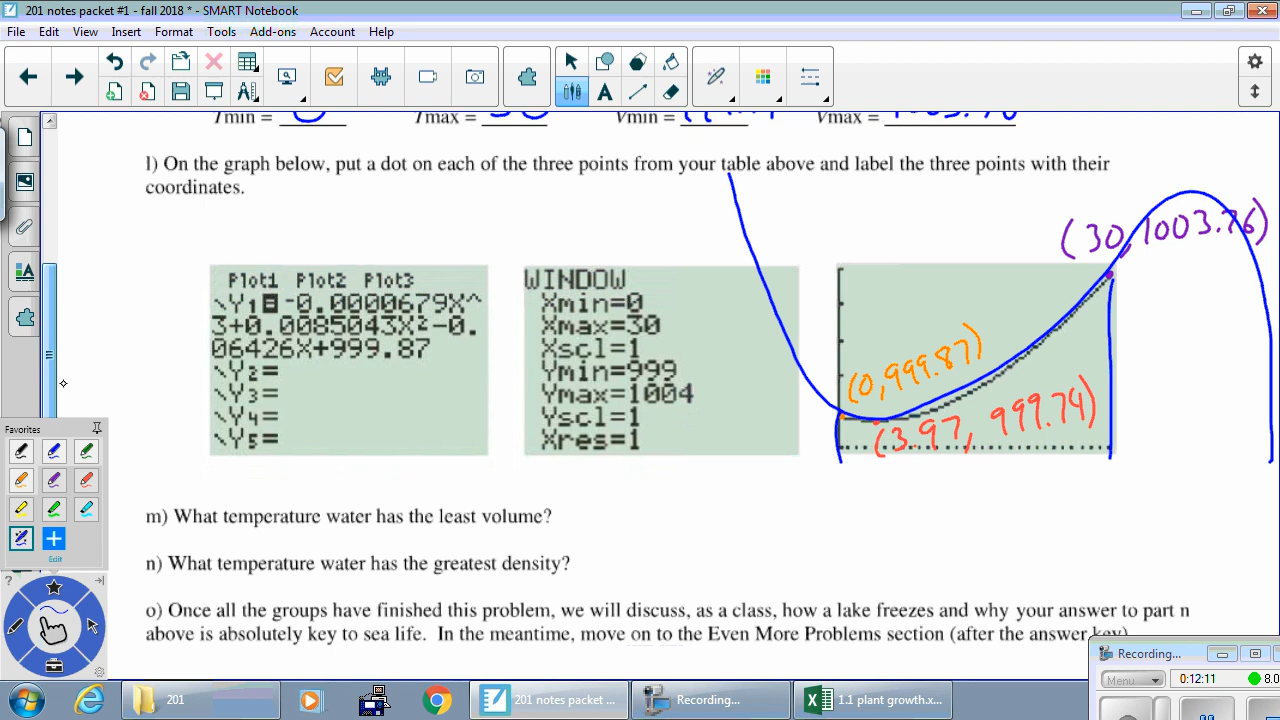 201 notes packet #1 - fall 2018 * - SMART Notebook
File Edit View Insert Format Tools Add-ons Account Help
Tmin = 0 Tmax = 30 Vmin = Vmax = 1003.76
l) On the graph below, put a dot on each of the three points from your table above and label the three points with their
coordinates.
(30, 1003.76)
Plot1 Plot2 Plot3
\Y1=-0.0000679X^
3+0.0085043X²-0.
06426X+999.87
\Y2=
\Y3=
\Y4=
\Y5=
WINDOW
Xmin=0
Xmax=30
Xscl=1
Ymin=999
Ymax=1004
Yscl=1
Xres=1
(0, 999.87)
(3.97, 999.74)
Favorites
Edit
m) What temperature water has the least volume?
n) What temperature water has the greatest density?
o) Once all the groups have finished this problem, we will discuss, as a class, how a lake freezes and why your answer to part n
above is absolutely key to sea life. In the meantime, move on to the Even More Problems section (after the answer key)
Recording...
Menu 0:12:11 8.0
201
201 notes packet ...
Recording...
1.1 plant growth.x...